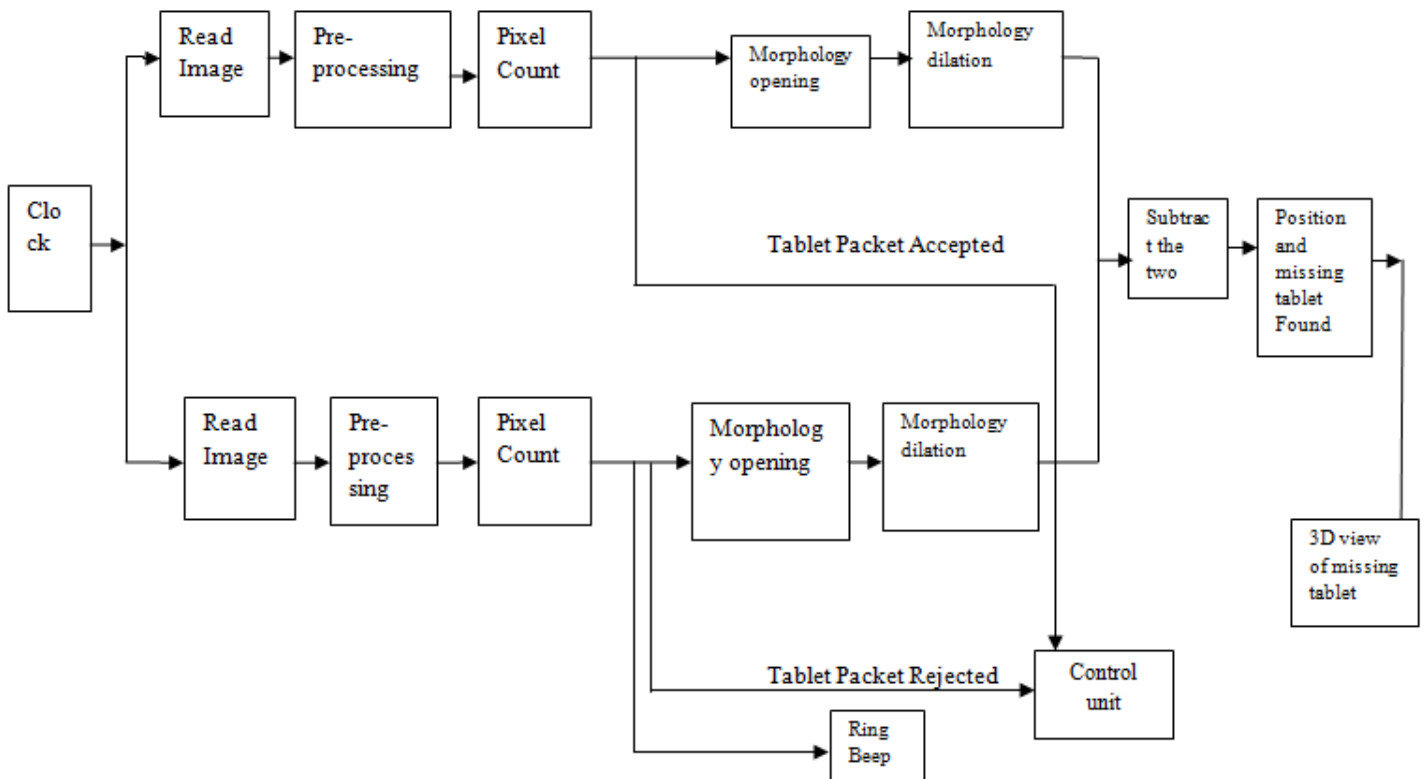 Read
Image
Pre-
processing
Pixel
Count
Morphology
opening
Morphology
dilation
Clo
ck
Tablet Packet Accepted
Subtrac
t the
two
Position
and
missing
tablet
Found
Read
Image
Pre-
proces
sing
Pixel
Count
Morpholog
y opening
Morphology
dilation
3D view
of missing
tablet
Tablet Packet Rejected
Control
unit
Ring
Beep